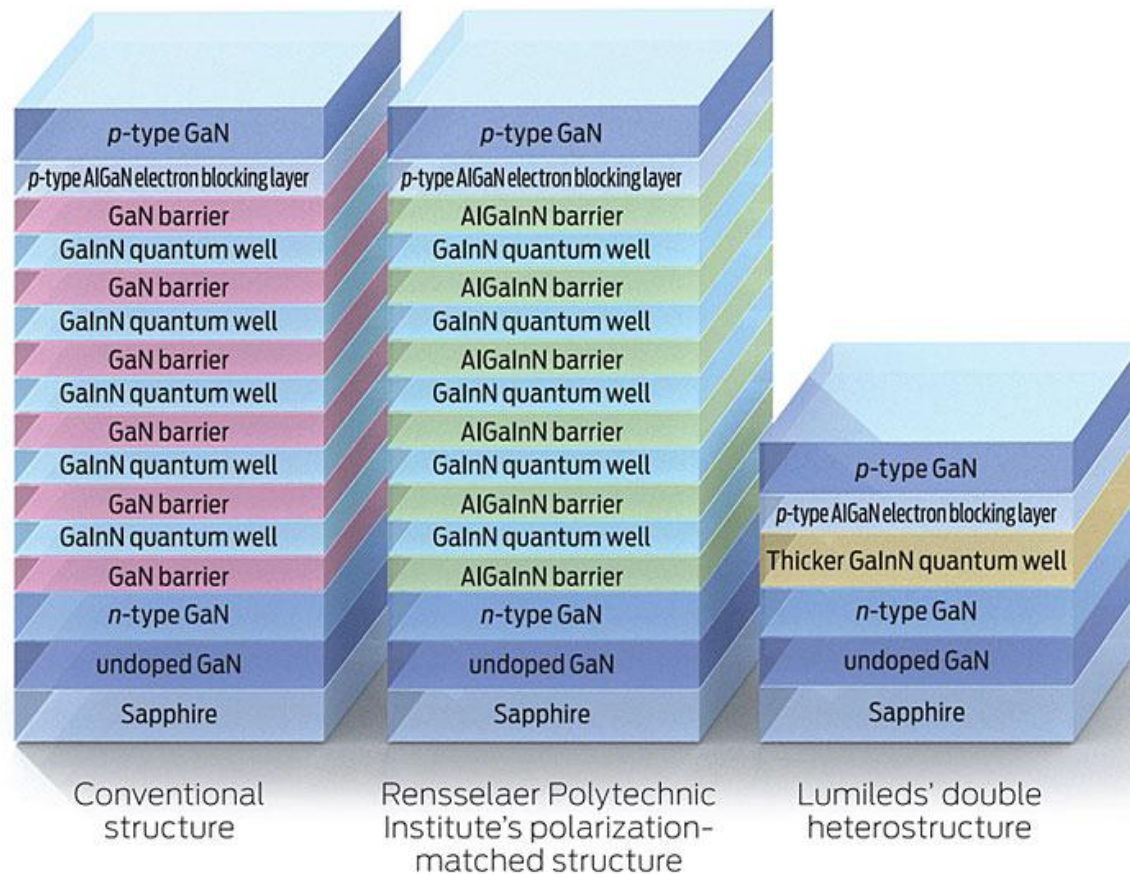 p-type GaN
p-type AlGaN electron blocking layer
GaN barrier
GaInN quantum well
GaN barrier
GaInN quantum well
GaN barrier
GaInN quantum well
GaN barrier
GaInN quantum well
GaN barrier
GaInN quantum well
GaN barrier
n-type GaN
undoped GaN
Sapphire
Conventional
structure
p-type GaN
p-type AlGaN electron blocking layer
AlGaInN barrier
GaInN quantum well
AlGaInN barrier
GaInN quantum well
AlGaInN barrier
GaInN quantum well
AlGaInN barrier
GaInN quantum well
AlGaInN barrier
GaInN quantum well
AlGaInN barrier
n-type GaN
undoped GaN
Sapphire
Rensselaer Polytechnic
Institute's polarization-
matched structure
p-type GaN
p-type AlGaN electron blocking layer
Thicker GaInN quantum well
n-type GaN
undoped GaN
Sapphire
Lumileds' double
heterostructure